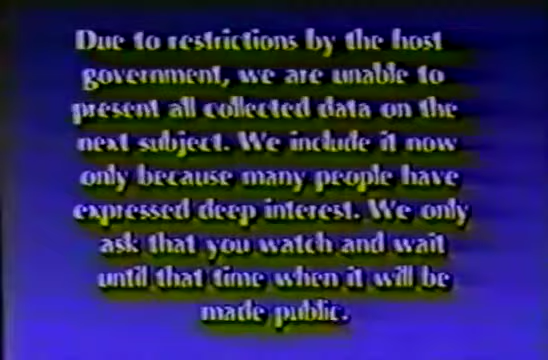 Due to restrictions by the host
government, we are unable to
present all collected data on the
next subject. We include it now
only because many people have
expressed deep interest. We only
ask that you watch and wait
until that time when it will be
made public.